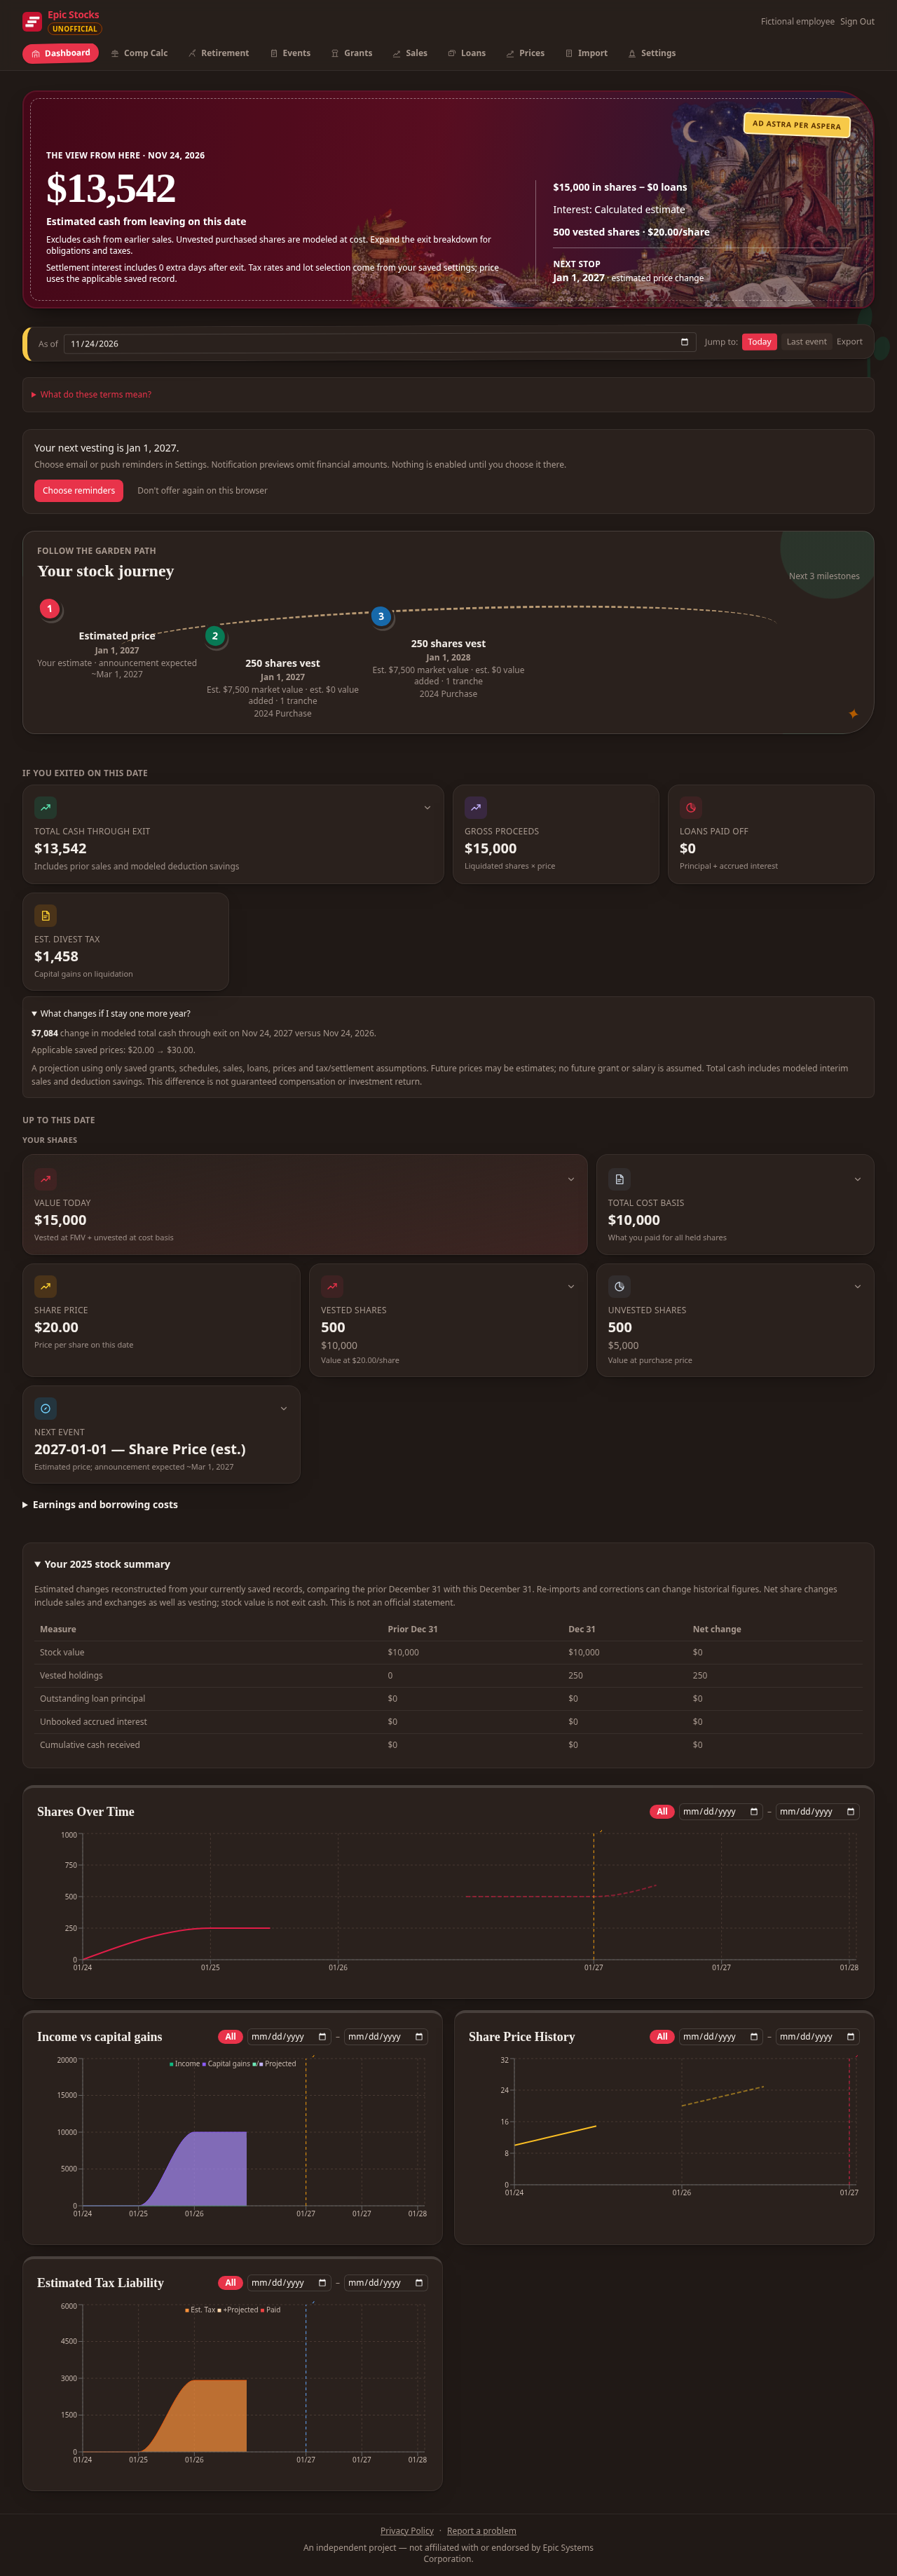 Epic Stocks
UNOFFICIAL
Fictional employee Sign Out
Dashboard Comp Calc Retirement Events Grants Sales Loans Prices Import Settings
AD ASTRA PER ASPERA
THE VIEW FROM HERE · NOV 24, 2026
$13,542
Estimated cash from leaving on this date
Excludes cash from earlier sales. Unvested purchased shares are modeled at cost. Expand the exit breakdown for
obligations and taxes.
Settlement interest includes 0 extra days after exit. Tax rates and lot selection come from your saved settings; price
uses the applicable saved record.
$15,000 in shares − $0 loans
Interest: Calculated estimate
500 vested shares · $20.00/share
NEXT STOP
Jan 1, 2027 · estimated price change
As of 11/24/2026 Jump to: Today Last event Export
What do these terms mean?
Your next vesting is Jan 1, 2027.
Choose email or push reminders in Settings. Notification previews omit financial amounts. Nothing is enabled until you choose it there.
Choose reminders Don't offer again on this browser
FOLLOW THE GARDEN PATH
Your stock journey
Next 3 milestones
1
Estimated price
Jan 1, 2027
Your estimate · announcement expected
~Mar 1, 2027
2
250 shares vest
Jan 1, 2027
Est. $7,500 market value · est. $0 value
added · 1 tranche
2024 Purchase
3
250 shares vest
Jan 1, 2028
Est. $7,500 market value · est. $0 value
added · 1 tranche
2024 Purchase
IF YOU EXITED ON THIS DATE
TOTAL CASH THROUGH EXIT
$13,542
Includes prior sales and modeled deduction savings
GROSS PROCEEDS
$15,000
Liquidated shares × price
LOANS PAID OFF
$0
Principal + accrued interest
EST. DIVEST TAX
$1,458
Capital gains on liquidation
What changes if I stay one more year?
$7,084 change in modeled total cash through exit on Nov 24, 2027 versus Nov 24, 2026.
Applicable saved prices: $20.00 → $30.00.
A projection using only saved grants, schedules, sales, loans, prices and tax/settlement assumptions. Future prices may be estimates; no future grant or salary is assumed. Total cash includes modeled interim
sales and deduction savings. This difference is not guaranteed compensation or investment return.
UP TO THIS DATE
YOUR SHARES
VALUE TODAY
$15,000
Vested at FMV + unvested at cost basis
TOTAL COST BASIS
$10,000
What you paid for all held shares
SHARE PRICE
$20.00
Price per share on this date
VESTED SHARES
500
$10,000
Value at $20.00/share
UNVESTED SHARES
500
$5,000
Value at purchase price
NEXT EVENT
2027-01-01 — Share Price (est.)
Estimated price; announcement expected ~Mar 1, 2027
Earnings and borrowing costs
Your 2025 stock summary
Estimated changes reconstructed from your currently saved records, comparing the prior December 31 with this December 31. Re-imports and corrections can change historical figures. Net share changes
include sales and exchanges as well as vesting; stock value is not exit cash. This is not an official statement.
Measure Prior Dec 31 Dec 31 Net change
Stock value $10,000 $10,000 $0
Vested holdings 0 250 250
Outstanding loan principal $0 $0 $0
Unbooked accrued interest $0 $0 $0
Cumulative cash received $0 $0 $0
Shares Over Time
All mm/dd/yyyy – mm/dd/yyyy
1000
750
500
250
0
01/24 01/25 01/26 01/27 01/27 01/28
Income vs capital gains
All mm/dd/yyyy – mm/dd/yyyy
Income Capital gains / Projected
20000
15000
10000
5000
0
01/24 01/25 01/26 01/27 01/27 01/28
Share Price History
All mm/dd/yyyy – mm/dd/yyyy
32
24
16
8
0
01/24 01/26 01/27
Estimated Tax Liability
All mm/dd/yyyy – mm/dd/yyyy
Est. Tax +Projected Paid
6000
4500
3000
1500
0
01/24 01/25 01/26 01/27 01/27 01/28
Privacy Policy · Report a problem
An independent project — not affiliated with or endorsed by Epic Systems
Corporation.